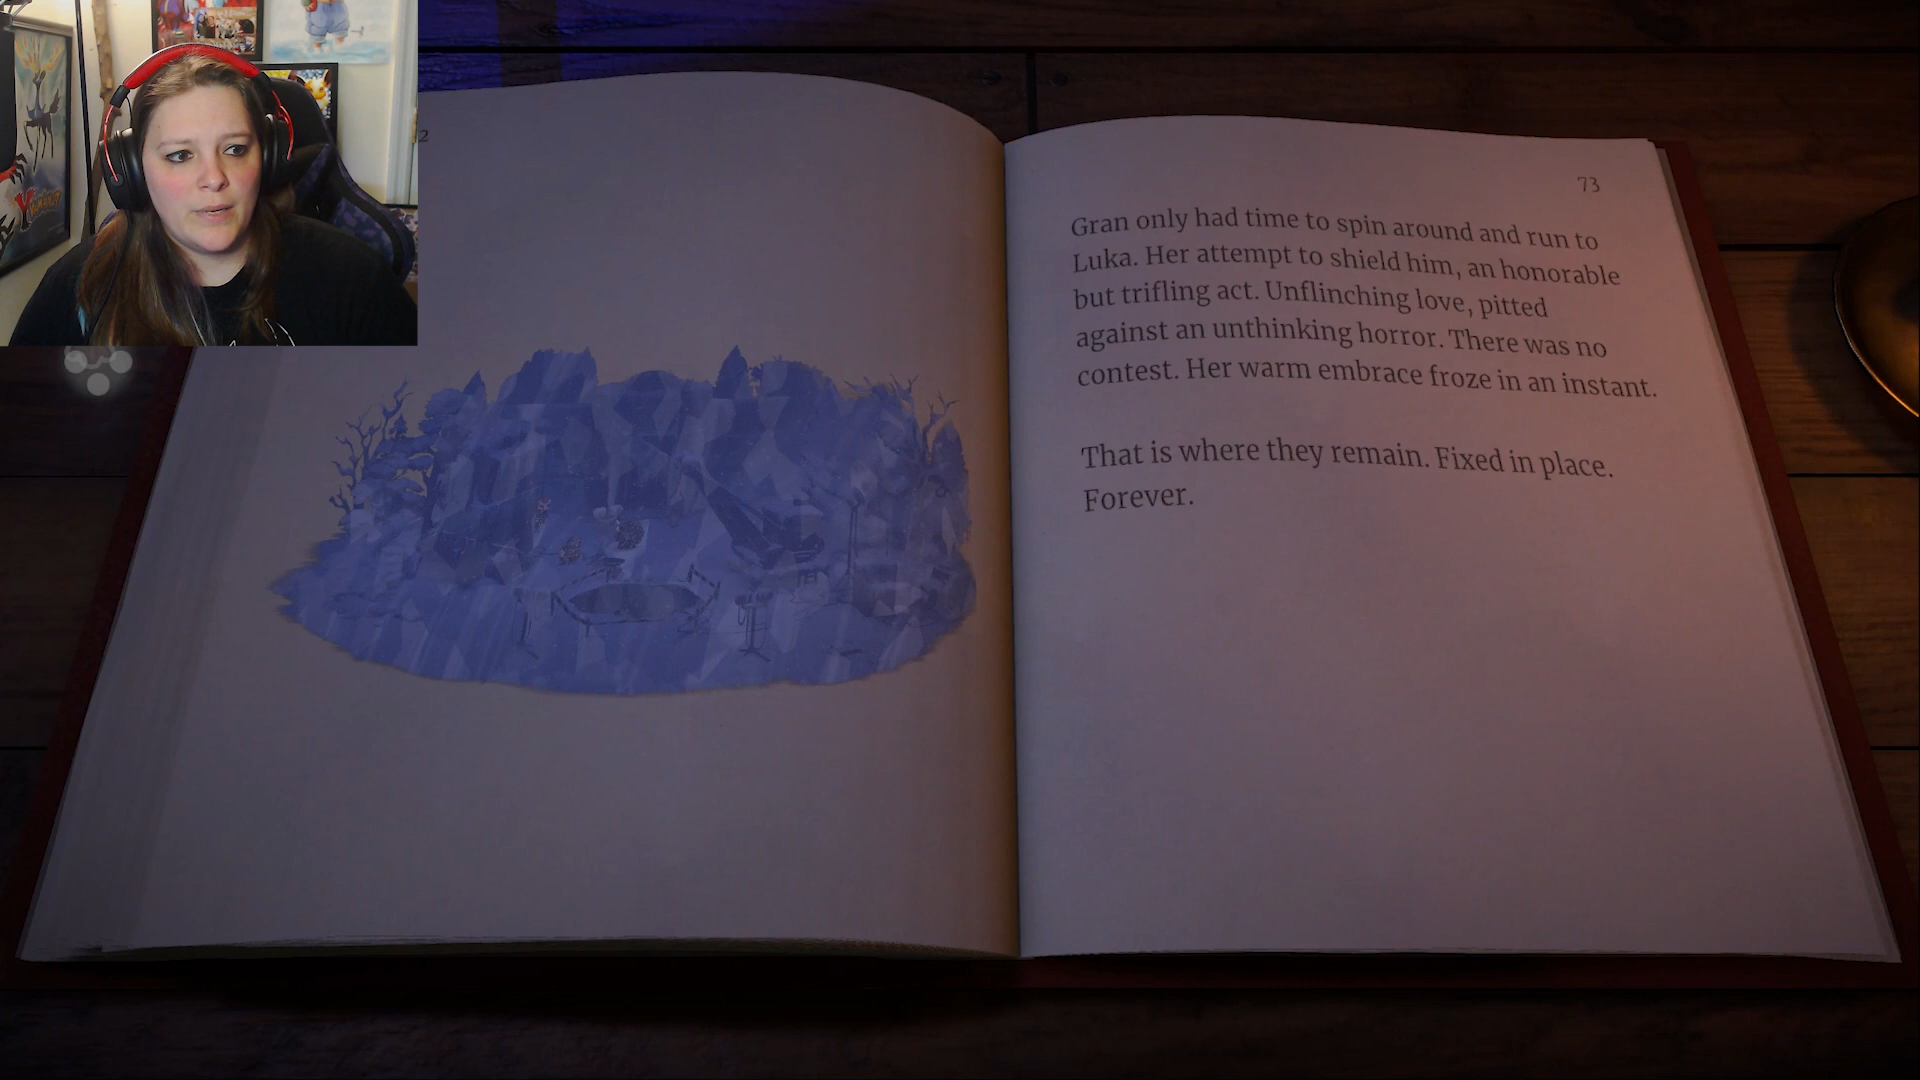 2
73
Gran only had time to spin around and run to
Luka. Her attempt to shield him, an honorable
but trifling act. Unflinching love, pitted
against an unthinking horror. There was no
contest. Her warm embrace froze in an instant.
That is where they remain. Fixed in place.
Forever.